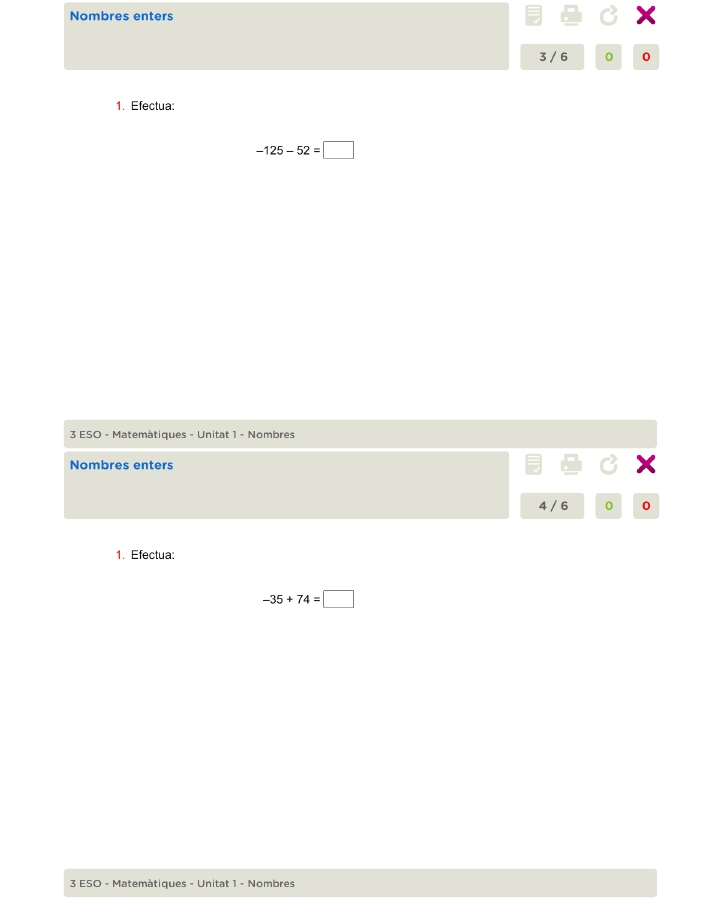 Nombres enters
3 / 6
0
0
1. Efectua:
–125 – 52 =
3 ESO - Matemàtiques - Unitat 1 - Nombres
Nombres enters
4 / 6
0
0
1. Efectua:
–35 + 74 =
3 ESO - Matemàtiques - Unitat 1 - Nombres